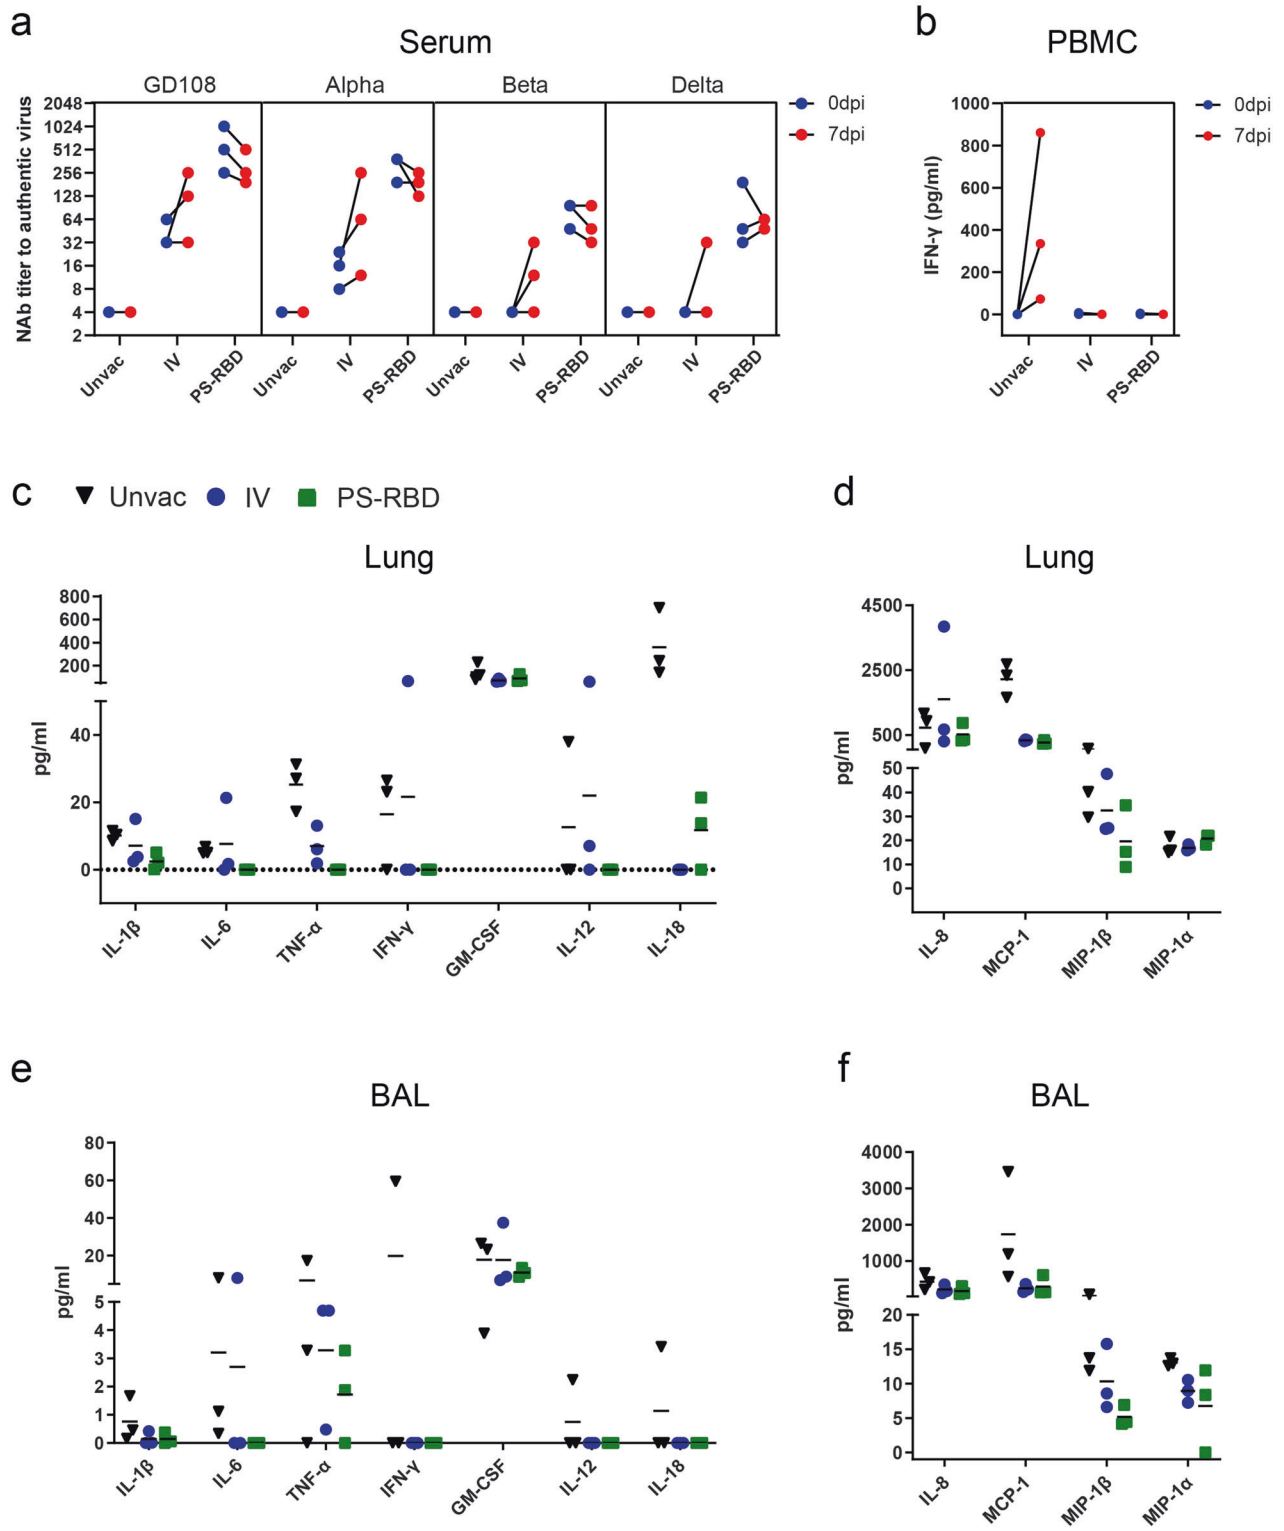 a
Serum
GD108 Alpha Beta Delta
NAb titer to authentic virus
2048
1024
512
256
128
64
32
16
8
4
2
Unvac IV PS-RBD Unvac IV PS-RBD Unvac IV PS-RBD Unvac IV PS-RBD
0dpi
7dpi
b
PBMC
IFN-γ (pg/ml)
1000
800
600
400
200
0
Unvac IV PS-RBD
0dpi
7dpi
c
Unvac IV PS-RBD
Lung
pg/ml
800
600
400
200
40
20
0
IL-1β IL-6 TNF-α IFN-γ GM-CSF IL-12 IL-18
d
Lung
pg/ml
4500
2500
500
50
40
30
20
10
0
IL-8 MCP-1 MIP-1β MIP-1α
e
BAL
pg/ml
80
60
40
20
5
4
3
2
1
0
IL-1β IL-6 TNF-α IFN-γ GM-CSF IL-12 IL-18
f
BAL
pg/ml
4000
3000
2000
1000
20
15
10
5
0
IL-8 MCP-1 MIP-1β MIP-1α